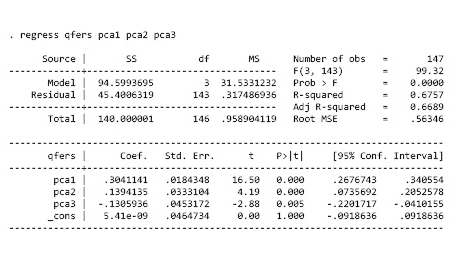 . regress qfers pca1 pca2 pca3
Source | SS df MS Number of obs = 147
F(3, 143) = 99.32
Model | 94.5993695 3 31.5331232 Prob > F = 0.0000
Residual | 45.4006319 143 .317486936 R-squared = 0.6757
Adj R-squared = 0.6689
Total | 140.000001 146 .958904119 Root MSE = .56346
qfers | Coef. Std. Err. t P>|t| [95% Conf. Interval]
pca1 | .3041141 .0184348 16.50 0.000 .2676743 .340554
pca2 | .1394135 .0333104 4.19 0.000 .0735692 .2052578
pca3 | -.1305936 .0453172 -2.88 0.005 -.2201717 -.0410155
_cons | 5.41e-09 .0464734 0.00 1.000 -.0918636 .0918636